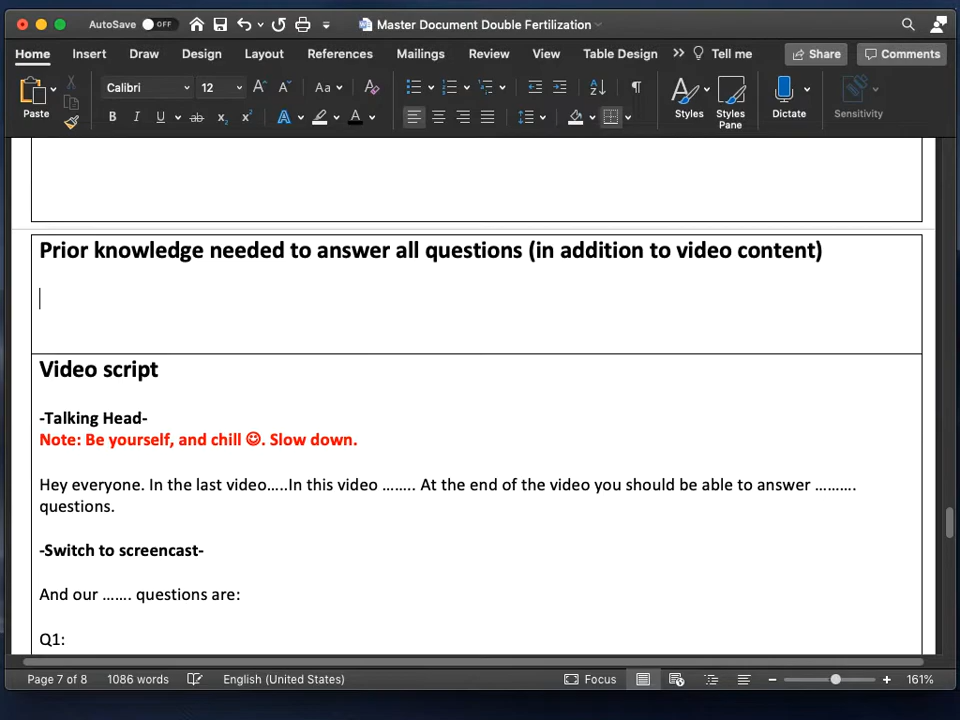 AutoSave OFF
Master Document Double Fertilization
Home Insert Draw Design Layout References Mailings Review View Table Design Tell me Share Comments
Calibri 12 Aa
Paste B I U ab x2 x2 A A Styles Styles Pane Dictate Sensitivity
Prior knowledge needed to answer all questions (in addition to video content)
Video script
-Talking Head-
Note: Be yourself, and chill ☺. Slow down.
Hey everyone. In the last video…..In this video …….. At the end of the video you should be able to answer ……….
questions.
-Switch to screencast-
And our ……. questions are:
Q1:
Page 7 of 8 1086 words English (United States) Focus 161%